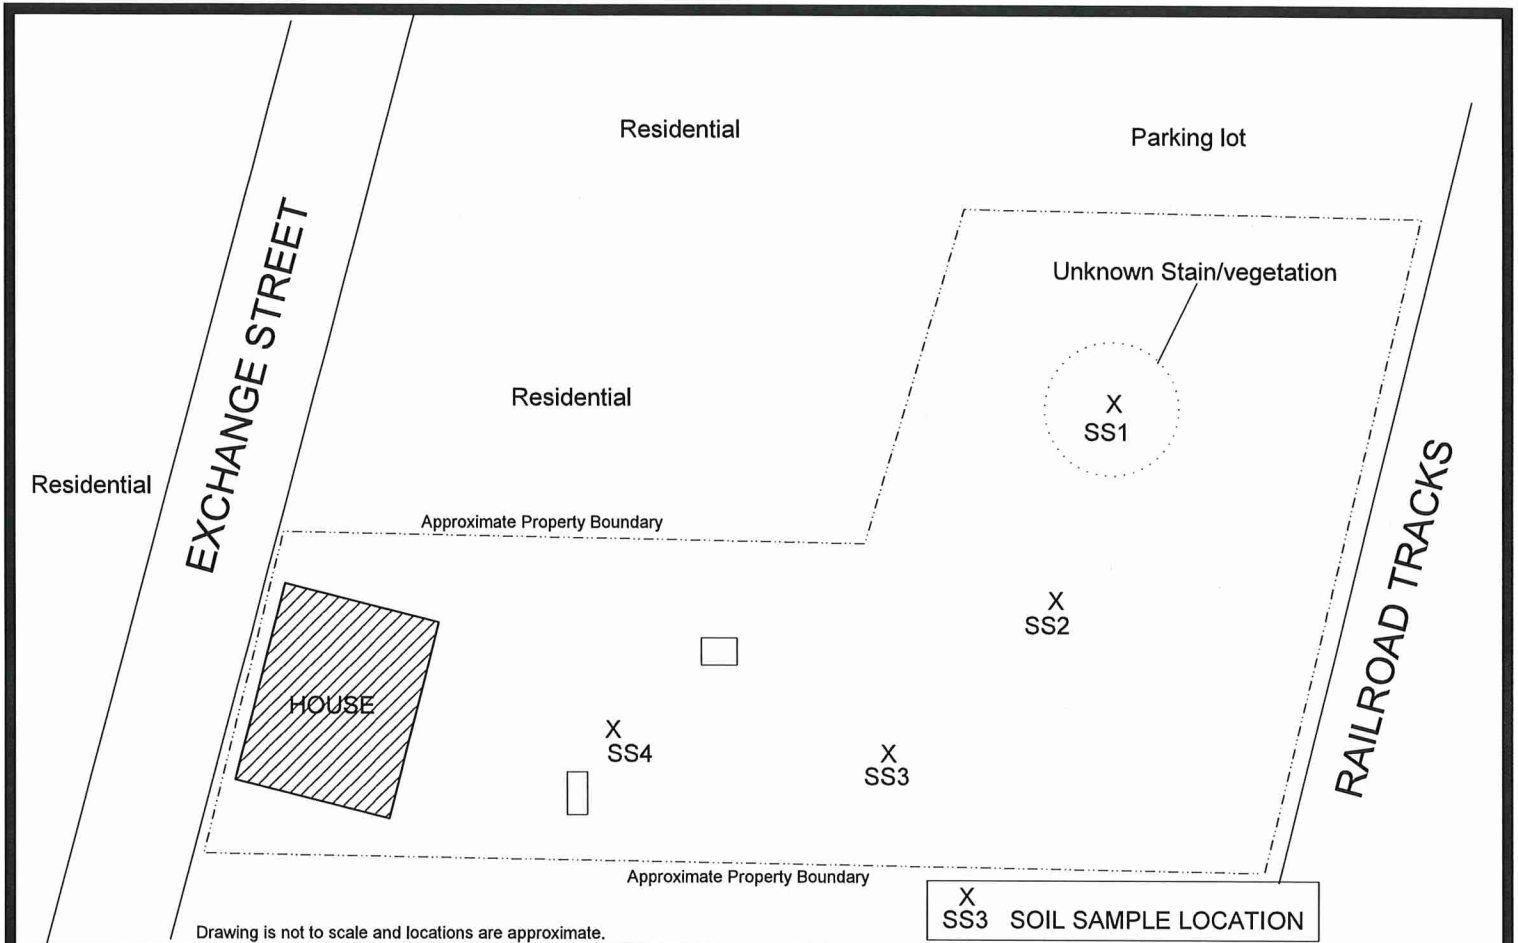 Residential
Parking lot
Unknown Stain/vegetation
EXCHANGE STREET
Residential
X
SS1
Residential
RAILROAD TRACKS
Approximate Property Boundary
X
SS2
HOUSE
X
SS4
X
SS3
Approximate Property Boundary
X
SS3 SOIL SAMPLE LOCATION
Drawing is not to scale and locations are approximate.